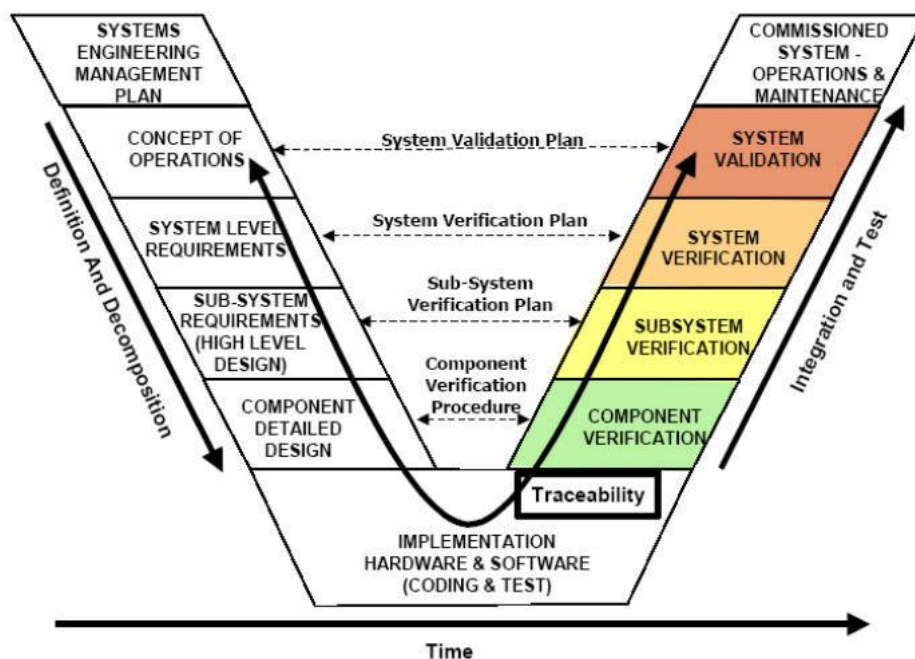 SYSTEMS
ENGINEERING
MANAGEMENT
PLAN
CONCEPT OF
OPERATIONS
SYSTEM LEVEL
REQUIREMENTS
SUB-SYSTEM
REQUIREMENTS
(HIGH LEVEL
DESIGN)
COMPONENT
DETAILED
DESIGN
Definition And Decomposition
System Validation Plan
System Verification Plan
Sub-System
Verification Plan
Component
Verification
Procedure
COMMISSIONED
SYSTEM -
OPERATIONS &
MAINTENANCE
SYSTEM
VALIDATION
SYSTEM
VERIFICATION
SUBSYSTEM
VERIFICATION
COMPONENT
VERIFICATION
Integration and Test
Traceability
IMPLEMENTATION
HARDWARE & SOFTWARE
(CODING & TEST)
Time